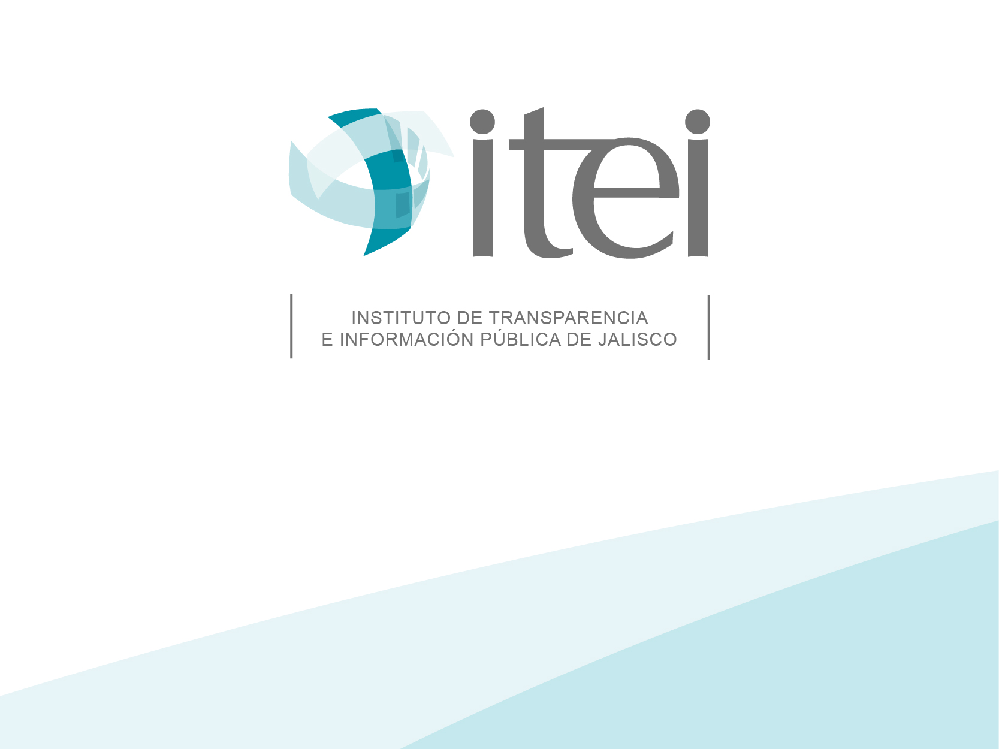 itei
INSTITUTO DE TRANSPARENCIA
E INFORMACIÓN PÚBLICA DE JALISCO